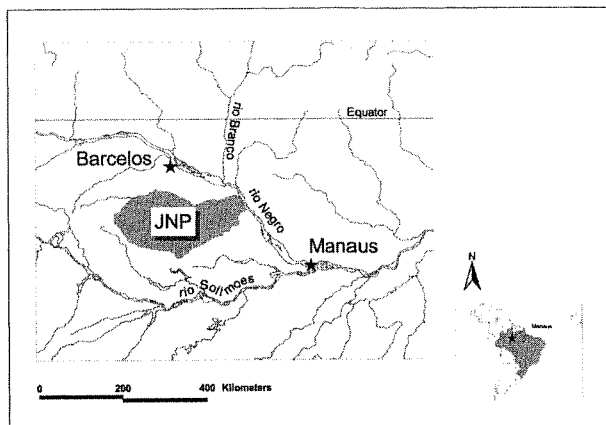 Equator
rio Branco
Barcelos
JNP
rio Negro
Manaus
rio Solimoes
N
Manaus
0 200 400 Kilometers